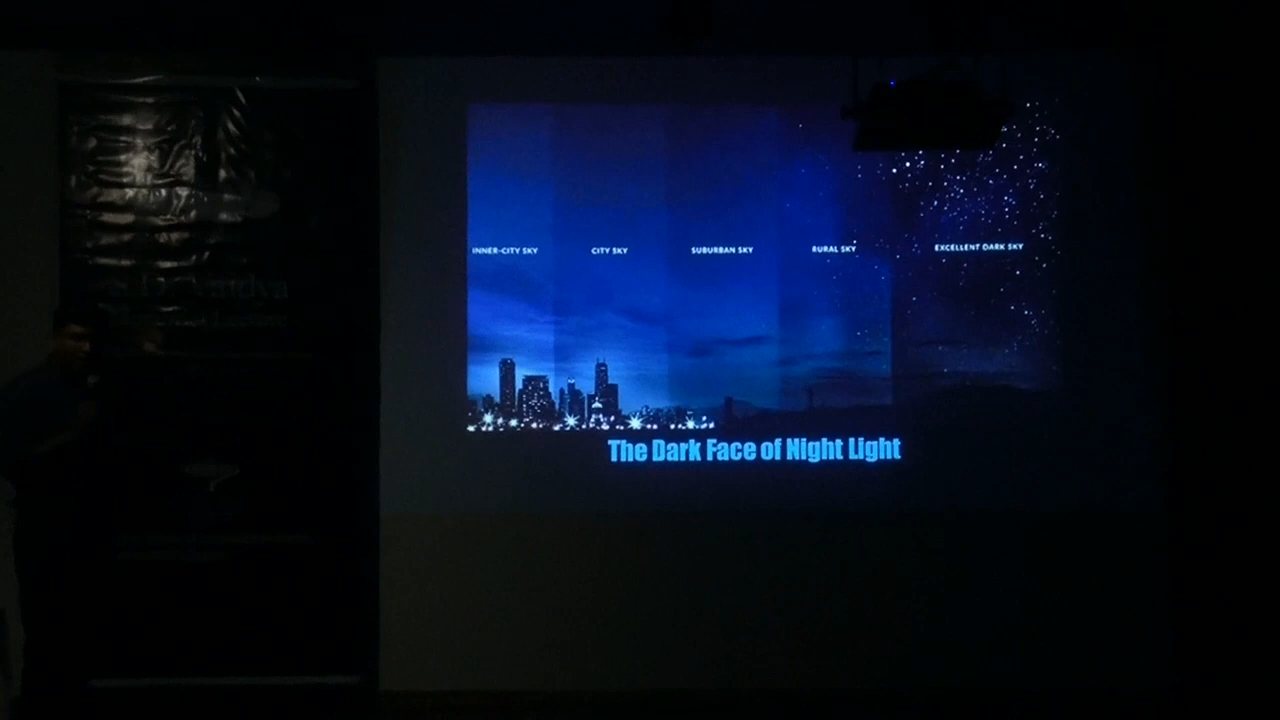 INNER-CITY SKY
CITY SKY
SUBURBAN SKY
RURAL SKY
EXCELLENT DARK SKY
The Dark Face of Night Light